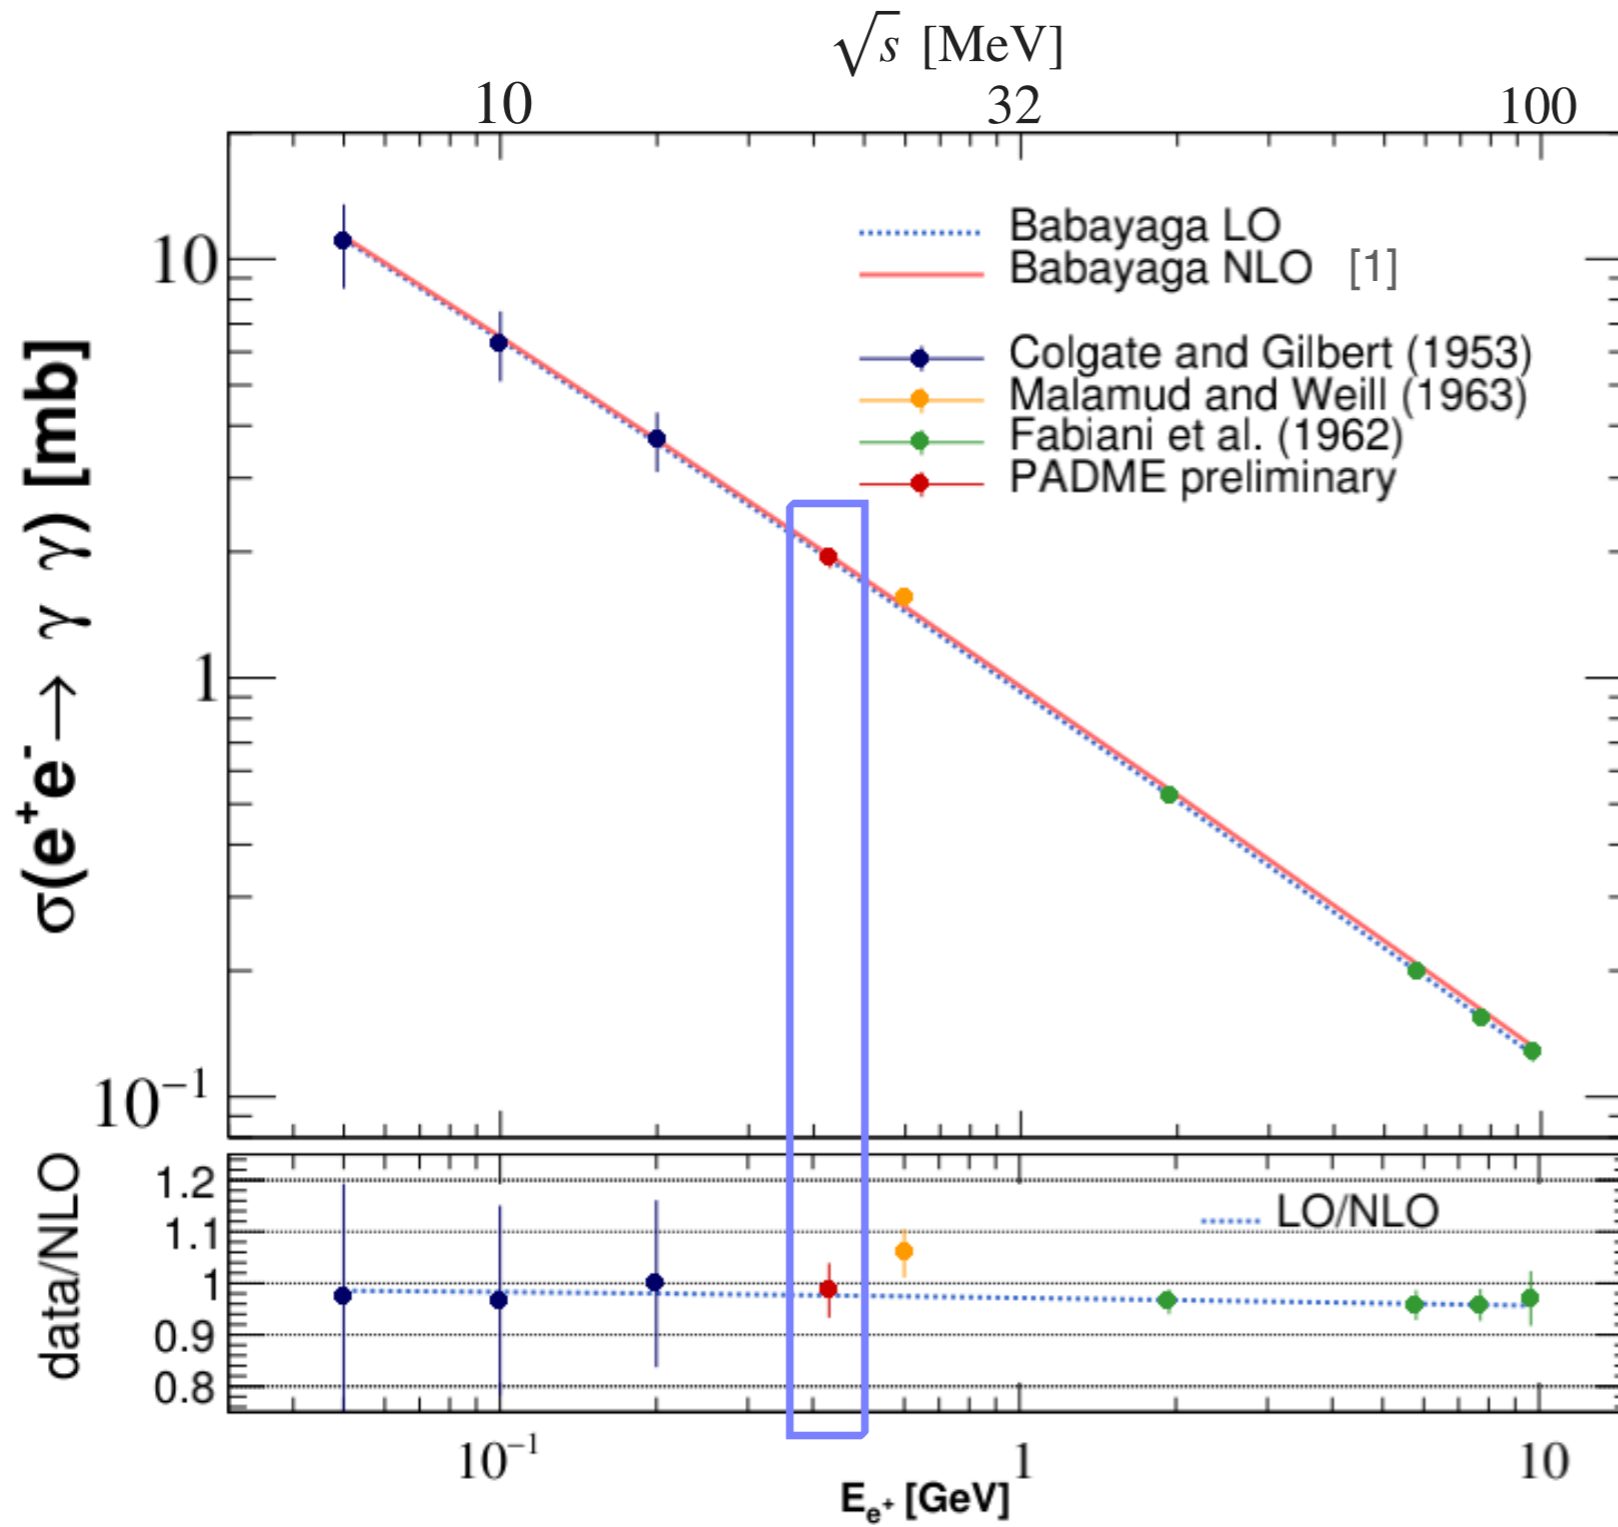 √s [MeV]
10 32 100
Babayaga LO
Babayaga NLO [1]
Colgate and Gilbert (1953)
Malamud and Weill (1963)
Fabiani et al. (1962)
PADME preliminary
σ(e⁺e⁻→ γ γ) [mb]
10
1
10⁻¹
LO/NLO
data/NLO
1.2
1.1
1
0.9
0.8
10⁻¹ 1 10
Eₑ⁺ [GeV]